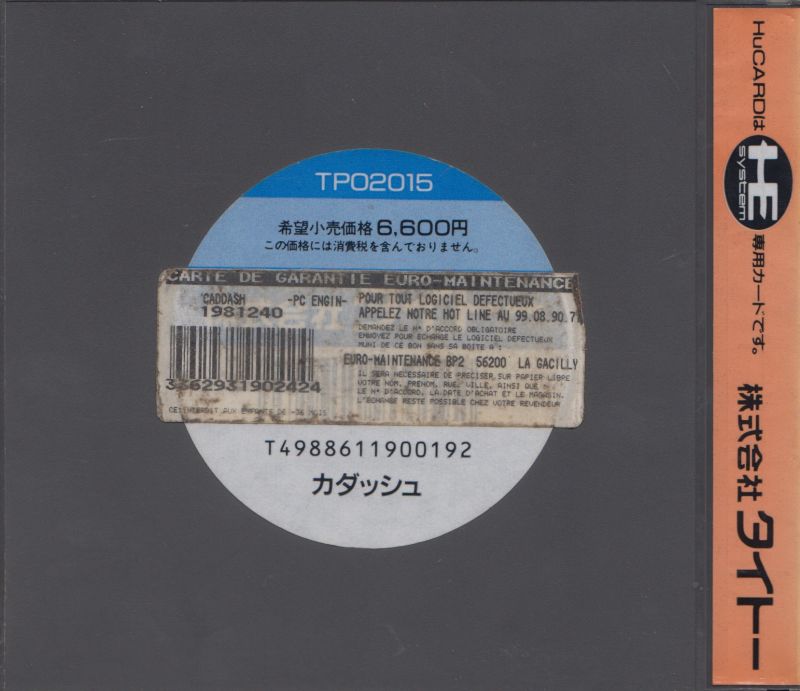 TP02015
希望小売価格 6,600円
この価格には消費税を含んでおりません。
CARTE DE GARANTIE EURO-MAINTENANCE
CADDASH -PC ENGIN-
1981240
POUR TOUT LOGICIEL DEFECTUEUX
APPELEZ NOTRE HOT LINE AU 99.08.90.7
DEMANDEZ LE N° D'ACCORD OBLIGATOIRE
ENVOYEZ POUR ECHANGE LE LOGICIEL DEFECTUEUX
MUNI DE CE BON DANS SA BOITE A :
EURO-MAINTENANCE BP2 56200 LA GACILLY
IL SERA NECESSAIRE DE PRECISER SUR PAPIER LIBRE
VOTRE NOM, PRENOM, RUE, VILLE, AINSI QUE
LE N° D'ACCORD, LA DATE D'ACHAT ET LE MAGASIN.
L'ECHANGE RESTE POSSIBLE CHEZ VOTRE REVENDEUR
3362931902424
CECI INTERDIT AUX ENFANTS DE -36 MOIS
T4988611900192
カダッシュ
HuCARDは HE system 専用カードです。
株式会社 タイトー